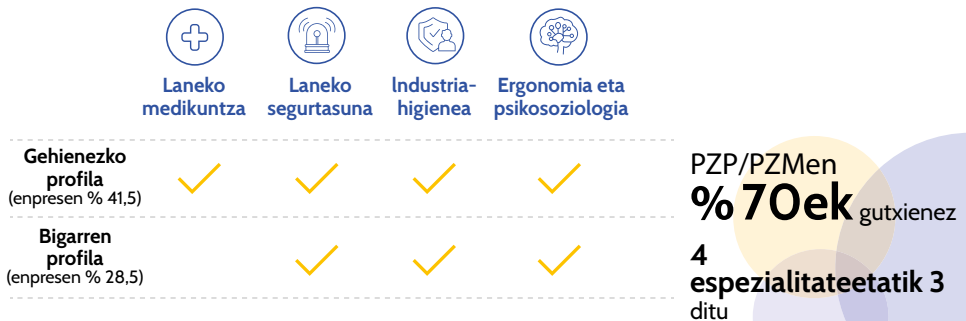 Laneko
medikuntza
Laneko
segurtasuna
Industria-
higienea
Ergonomia eta
psikosoziologia
Gehienezko
profila
(enpresen % 41,5)
Bigarren
profila
(enpresen % 28,5)
PZP/PZMen
% 70ek gutxienez
4
espezialitateetatik 3
ditu